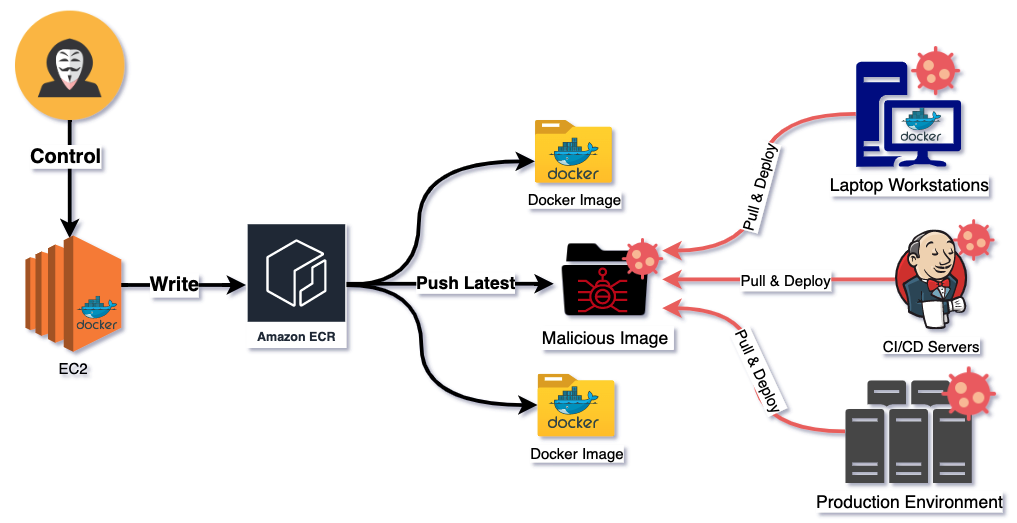 Control
docker
EC2
Write
Amazon ECR
docker
Docker Image
Push Latest
Malicious Image
docker
Docker Image
Pull & Deploy
Pull & Deploy
Pull & Deploy
docker
Laptop Workstations
CI/CD Servers
Production Environment